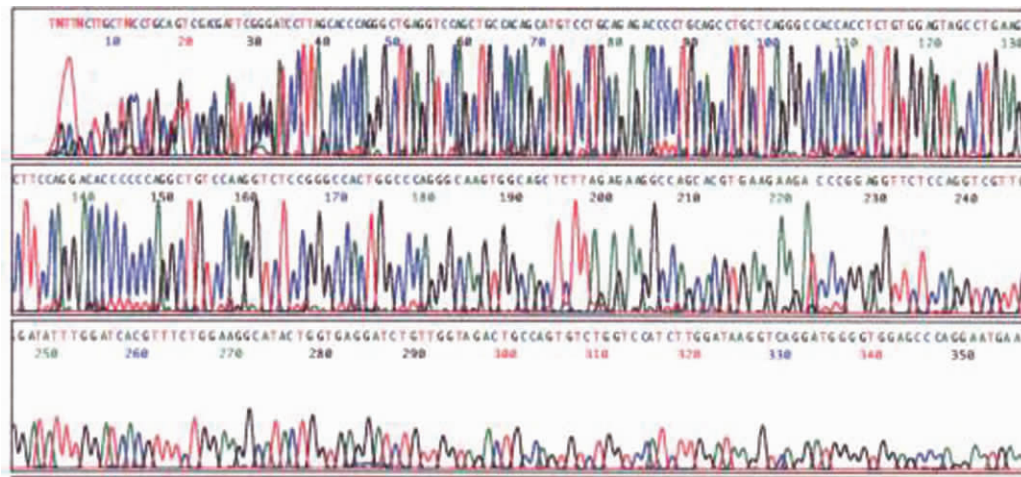 TNTTNCTTGCTNCCTGCAGTCGACGATTCGGGATCCTTAGCACCCAGGGCTGAGGTCCAGCTGCCACAGCATGTCCTGCAGAGACCCCTGCAGCCTGCTCAGGGCCACCACCTCTGTGGAGTAGCCTGAAG
10 20 30 40 50 60 70 80 90 100 110 120 130
CTTCCAGGACACCCCCCAGGCTGTCCAAGGTCTCCGGGCCACTGGCCCAGGGCAAGTGGCAGCTCTTAGAGAAGGCCAGCACGTGAAGAAGA CCCGGAGGTTCTCCAGGTCGTT
140 150 160 170 180 190 200 210 220 230 240
GATATTTGGATCACGTTTCTGGAAGGCATACTGGTGAGGATCTGTTGGTAGACTGCCAGTGTCTGGTCCATCTTGGATAAGGTCAGGATGGGGTGGAGCCCAGGAATGAA
250 260 270 280 290 300 310 320 330 340 350